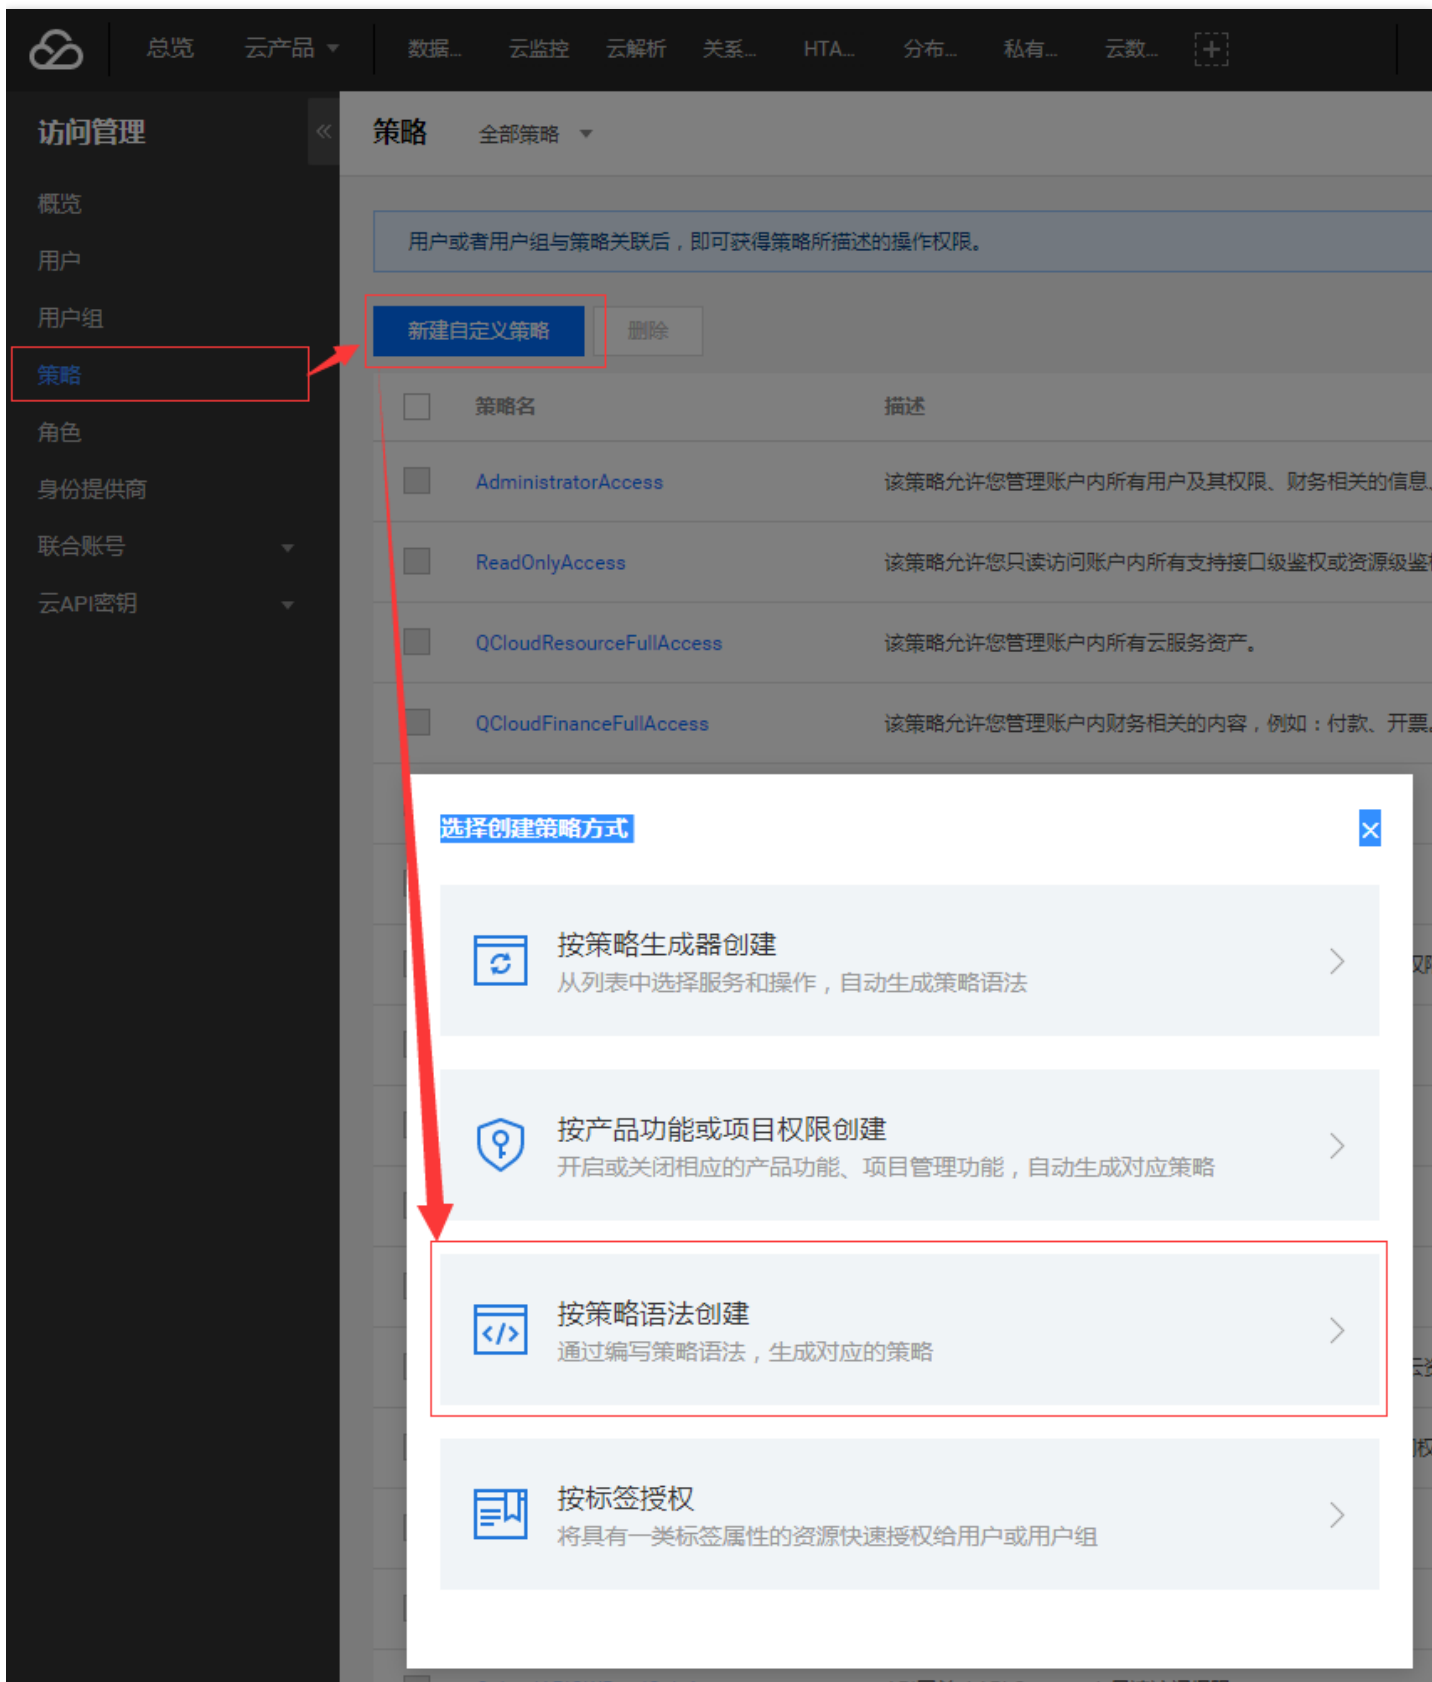 总览 云产品 数据... 云监控 云解析 关系... HTA... 分布... 私有... 云数...
访问管理
概览
用户
用户组
策略
角色
身份提供商
联合账号
云API密钥
策略 全部策略
用户或者用户组与策略关联后，即可获得策略所描述的操作权限。
新建自定义策略 删除
策略名 描述
AdministratorAccess 该策略允许您管理账户内所有用户及其权限、财务相关的信息、
ReadOnlyAccess 该策略允许您只读访问账户内所有支持接口级鉴权或资源级鉴
QCloudResourceFullAccess 该策略允许您管理账户内所有云服务资产。
QCloudFinanceFullAccess 该策略允许您管理账户内财务相关的内容，例如：付款、开票。
选择创建策略方式
按策略生成器创建
从列表中选择服务和操作，自动生成策略语法
按产品功能或项目权限创建
开启或关闭相应的产品功能、项目管理功能，自动生成对应策略
按策略语法创建
通过编写策略语法，生成对应的策略
按标签授权
将具有一类标签属性的资源快速授权给用户或用户组